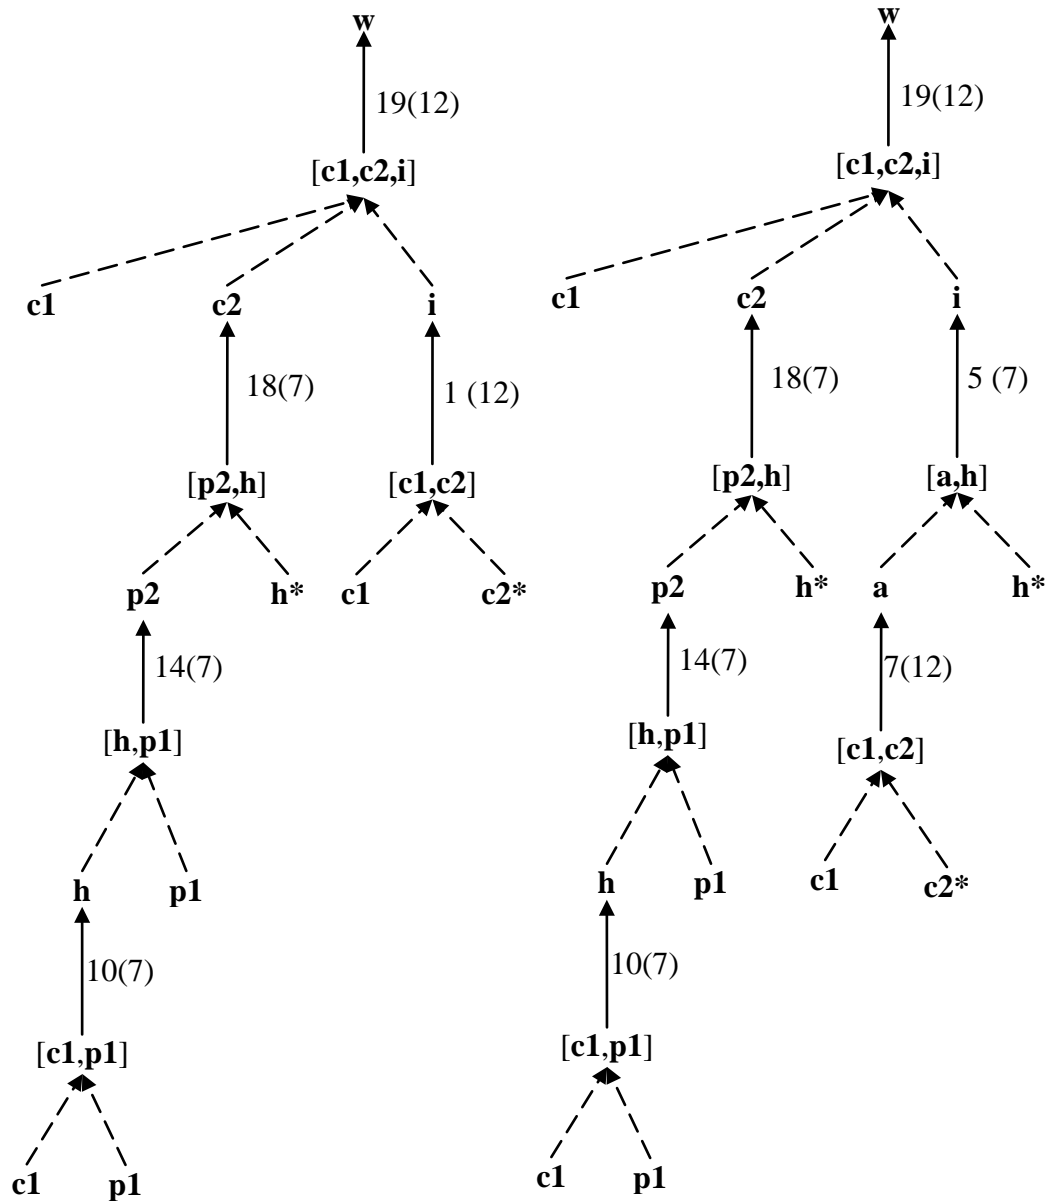 w w
19(12) 19(12)
[c1,c2,i] [c1,c2,i]
c1 c2 i c1 c2 i
18(7) 1 (12) 18(7) 5 (7)
[p2,h] [c1,c2] [p2,h] [a,h]
p2 h* c1 c2* p2 h* a h*
14(7) 14(7) 7(12)
[h,p1] [h,p1] [c1,c2]
h p1 h p1 c1 c2*
10(7) 10(7)
[c1,p1] [c1,p1]
c1 p1 c1 p1